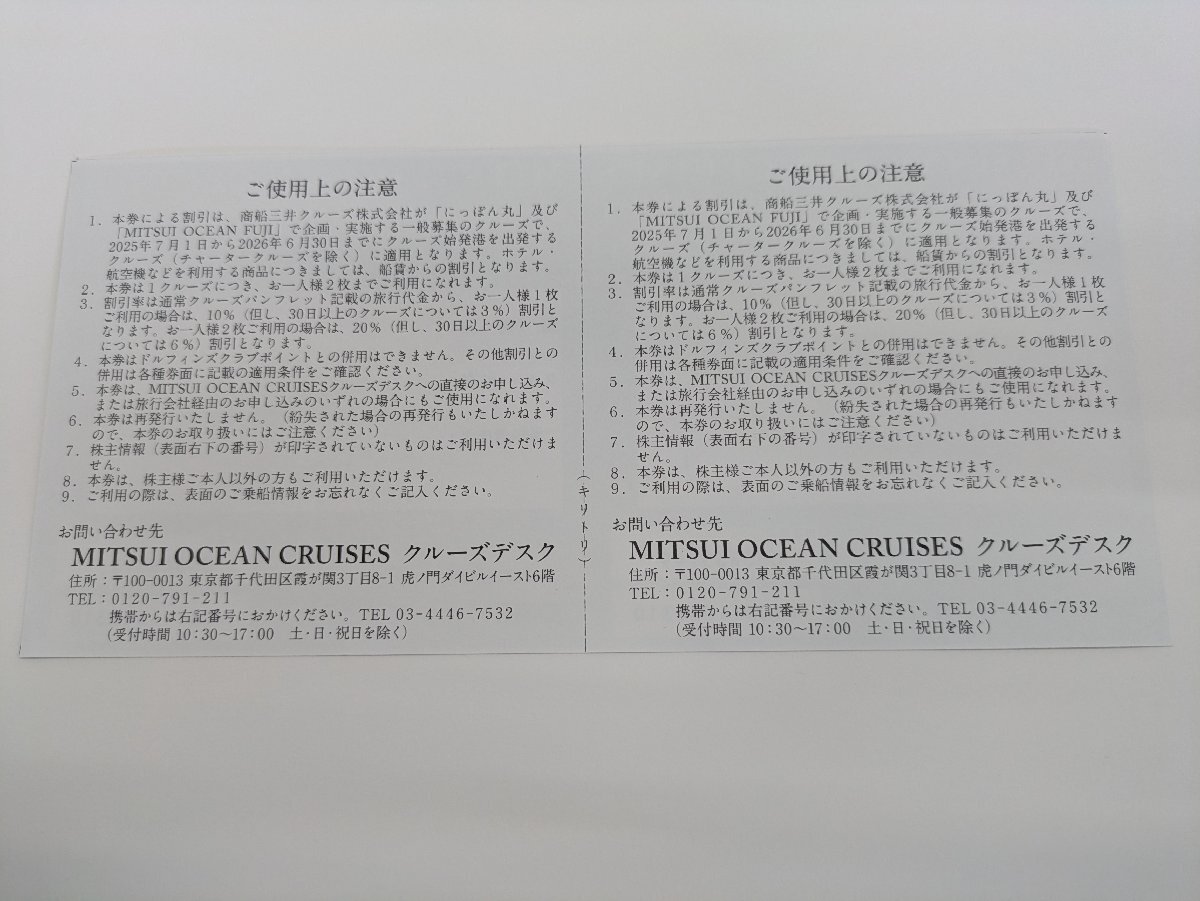 ご使用上の注意
1. 本券による割引は、商船三井クルーズ株式会社が「にっぽん丸」及び
「MITSUI OCEAN FUJI」で企画・実施する一般募集のクルーズで、
2025年7月1日から2026年6月30日までにクルーズ始発港を出発する
クルーズ（チャータークルーズを除く）に適用となります。ホテル・
航空機などを利用する商品につきましては、船賃からの割引となります。
2. 本券は1クルーズにつき、お一人様2枚までご利用になれます。
3. 割引率は通常クルーズパンフレット記載の旅行代金から、お一人様1枚
ご利用の場合は、10%（但し、30日以上のクルーズについては3%）割引と
なります。お一人様2枚ご利用の場合は、20%（但し、30日以上のクルーズ
については6%）割引となります。
4. 本券はドルフィンズクラブポイントとの併用はできません。その他割引との
併用は各種券面に記載の適用条件をご確認ください。
5. 本券は、MITSUI OCEAN CRUISESクルーズデスクへの直接のお申し込み、
または旅行会社経由のお申し込みのいずれの場合にもご使用になれます。
6. 本券は再発行いたしません。（紛失された場合の再発行もいたしかねます
ので、本券のお取り扱いにはご注意ください）
7. 株主情報（表面右下の番号）が印字されていないものはご利用いただけま
せん。
8. 本券は、株主様ご本人以外の方もご利用いただけます。
9. ご利用の際は、表面のご乗船情報をお忘れなくご記入ください。
お問い合わせ先
MITSUI OCEAN CRUISES クルーズデスク
住所：〒100-0013 東京都千代田区霞が関3丁目8-1 虎ノ門ダイビルイースト6階
TEL：0120-791-211
携帯からは右記番号におかけください。TEL 03-4446-7532
（受付時間 10:30～17:00 土・日・祝日を除く）
（キリトリ）
ご使用上の注意
1. 本券による割引は、商船三井クルーズ株式会社が「にっぽん丸」及び
「MITSUI OCEAN FUJI」で企画・実施する一般募集のクルーズで、
2025年7月1日から2026年6月30日までにクルーズ始発港を出発する
クルーズ（チャータークルーズを除く）に適用となります。ホテル・
航空機などを利用する商品につきましては、船賃からの割引となります。
2. 本券は1クルーズにつき、お一人様2枚までご利用になれます。
3. 割引率は通常クルーズパンフレット記載の旅行代金から、お一人様1枚
ご利用の場合は、10%（但し、30日以上のクルーズについては3%）割引と
なります。お一人様2枚ご利用の場合は、20%（但し、30日以上のクルーズ
については6%）割引となります。
4. 本券はドルフィンズクラブポイントとの併用はできません。その他割引との
併用は各種券面に記載の適用条件をご確認ください。
5. 本券は、MITSUI OCEAN CRUISESクルーズデスクへの直接のお申し込み、
または旅行会社経由のお申し込みのいずれの場合にもご使用になれます。
6. 本券は再発行いたしません。（紛失された場合の再発行もいたしかねます
ので、本券のお取り扱いにはご注意ください）
7. 株主情報（表面右下の番号）が印字されていないものはご利用いただけま
せん。
8. 本券は、株主様ご本人以外の方もご利用いただけます。
9. ご利用の際は、表面のご乗船情報をお忘れなくご記入ください。
お問い合わせ先
MITSUI OCEAN CRUISES クルーズデスク
住所：〒100-0013 東京都千代田区霞が関3丁目8-1 虎ノ門ダイビルイースト6階
TEL：0120-791-211
携帯からは右記番号におかけください。TEL 03-4446-7532
（受付時間 10:30～17:00 土・日・祝日を除く）